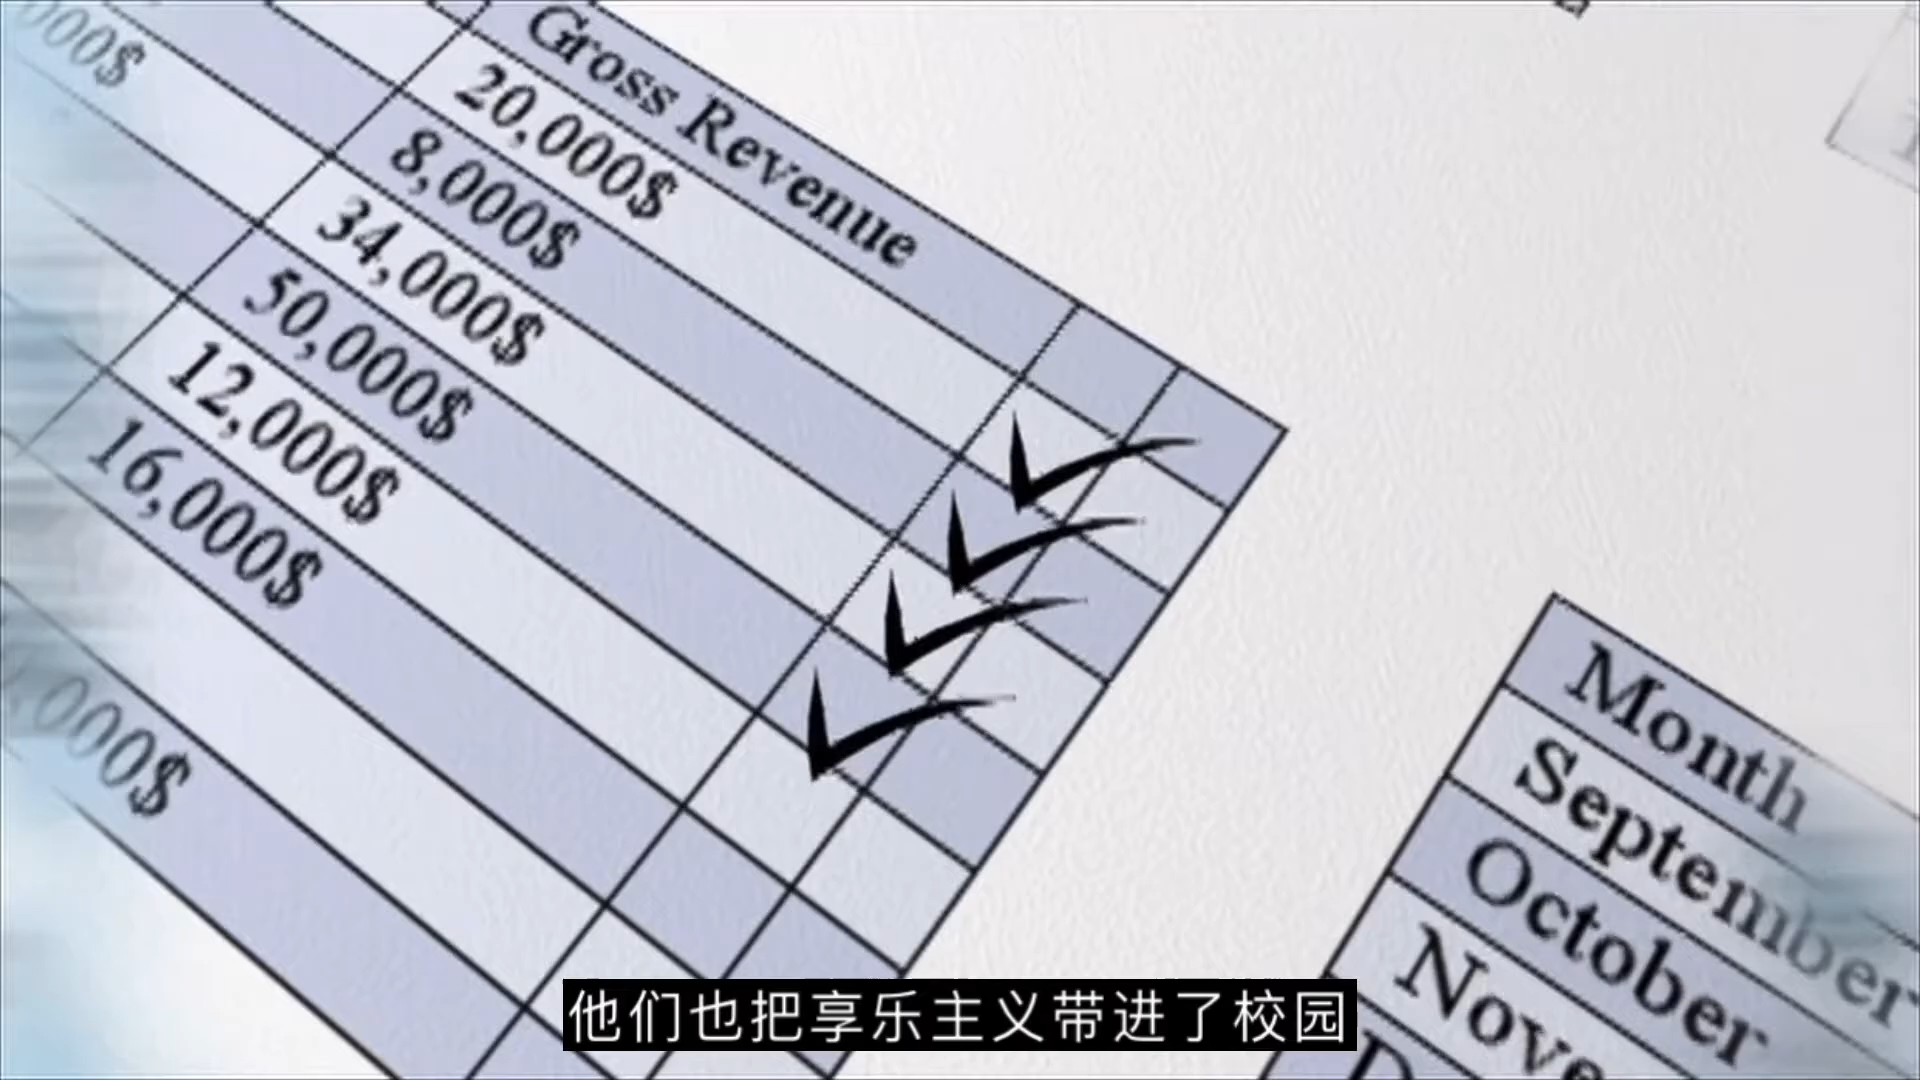 Gross Revenue
20,000$
8,000$
34,000$
50,000$
12,000$
16,000$
Month
September
October
他们也把享乐主义带进了校园